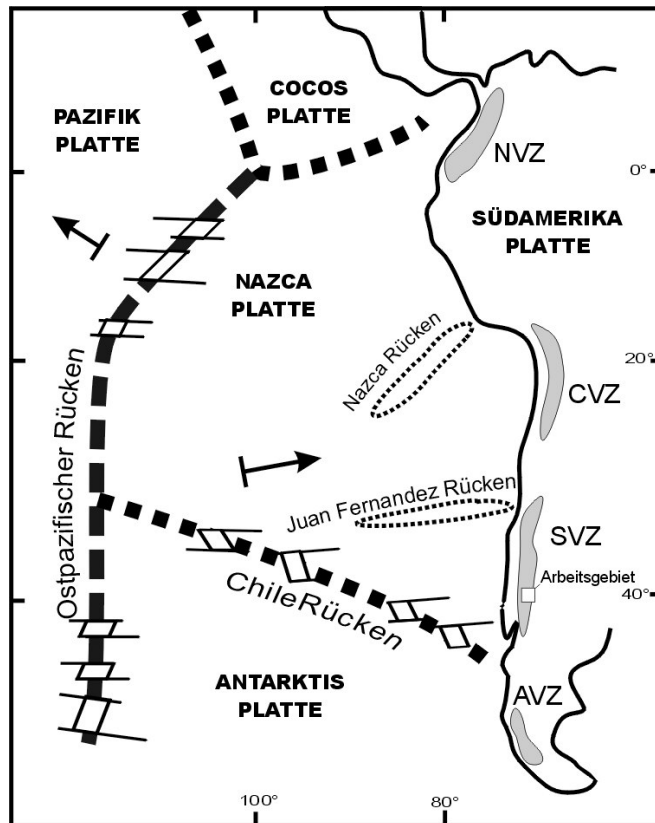 COCOS
PLATTE
PAZIFIK
PLATTE
NVZ
0°
SÜDAMERIKA
PLATTE
NAZCA
PLATTE
Nazca Rücken
20°
CVZ
Ostpazifischer Rücken
Juan Fernandez Rücken
SVZ
Arbeitsgebiet
40°
ChileRücken
ANTARKTIS
PLATTE
AVZ
100°
80°